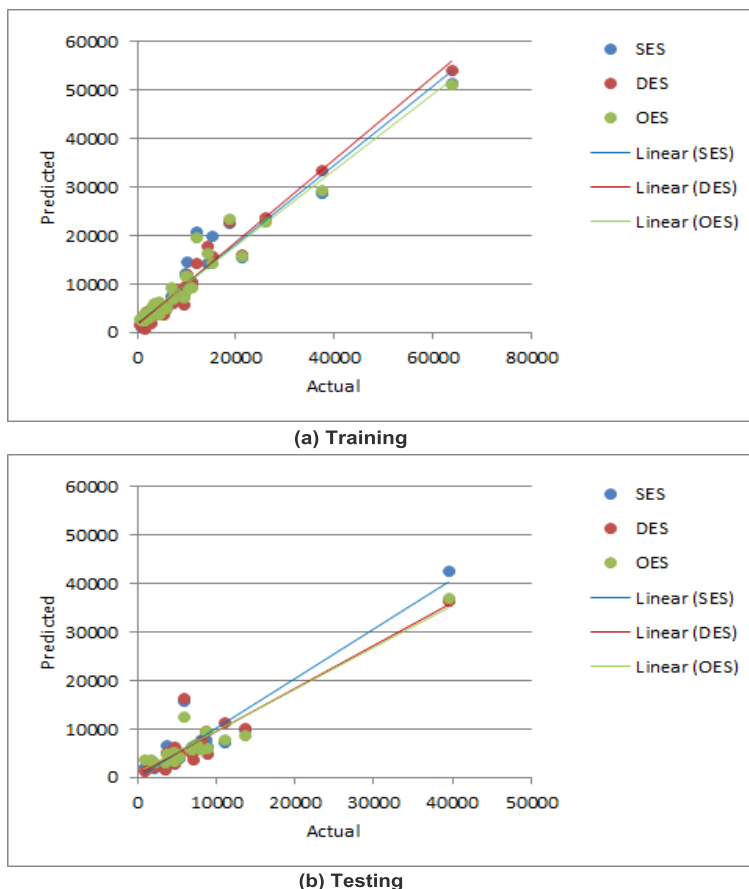 60000
50000
40000
30000
20000
10000
0
Predicted
0 20000 40000 60000 80000
Actual
SES
DES
OES
Linear (SES)
Linear (DES)
Linear (OES)
(a) Training
60000
50000
40000
30000
20000
10000
0
Predicted
0 10000 20000 30000 40000 50000
Actual
SES
DES
OES
Linear (SES)
Linear (DES)
Linear (OES)
(b) Testing